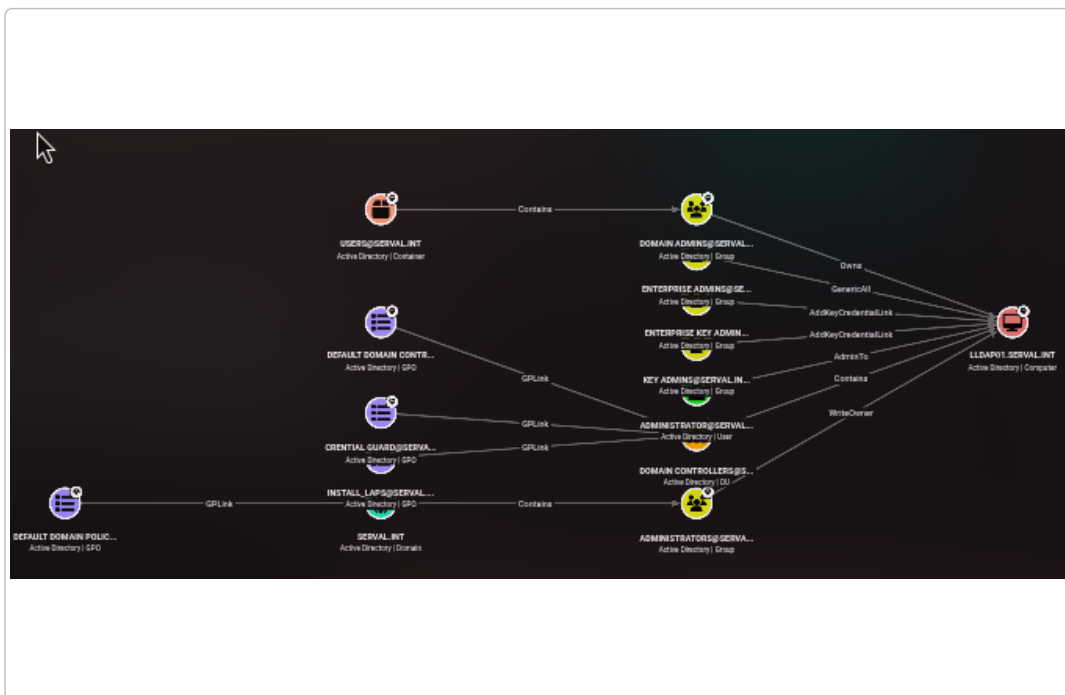 Contains
USERS@SERVAL.INT
Active Directory | Container
DOMAIN ADMINS@SERVAL...
Active Directory | Group
Owns
GenericAll
ENTERPRISE ADMINS@SE...
Active Directory | Group
AddKeyCredentialLink
ENTERPRISE KEY ADMIN...
Active Directory | Group
AddKeyCredentialLink
LLDAP01.SERVAL.INT
Active Directory | Computer
DEFAULT DOMAIN CONTR...
Active Directory | GPO
AdminTo
KEY ADMINS@SERVAL.IN...
Active Directory | Group
GPLink
Contains
WriteOwner
GPLink
ADMINISTRATOR@SERVAL...
Active Directory | User
CRENTIAL GUARD@SERVA...
Active Directory | GPO
GPLink
DOMAIN CONTROLLERS@S...
Active Directory | OU
INSTALL_LAPS@SERVAL....
Active Directory | GPO
GPLink
Contains
DEFAULT DOMAIN POLIC...
Active Directory | GPO
SERVAL.INT
Active Directory | Domain
ADMINISTRATORS@SERVA...
Active Directory | Group